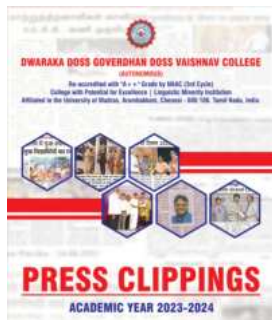 DWARAKA DOSS GOVERDHAN DOSS VAISHNAV COLLEGE
(AUTONOMOUS)
Re-accredited with "A++" Grade by NAAC (3rd Cycle)
College with Potential for Excellence | Linguistic Minority Institution
Affiliated to the University of Madras, Arumbakkam, Chennai - 600 106, Tamil Nadu, India
PRESS CLIPPINGS
ACADEMIC YEAR 2023-2024